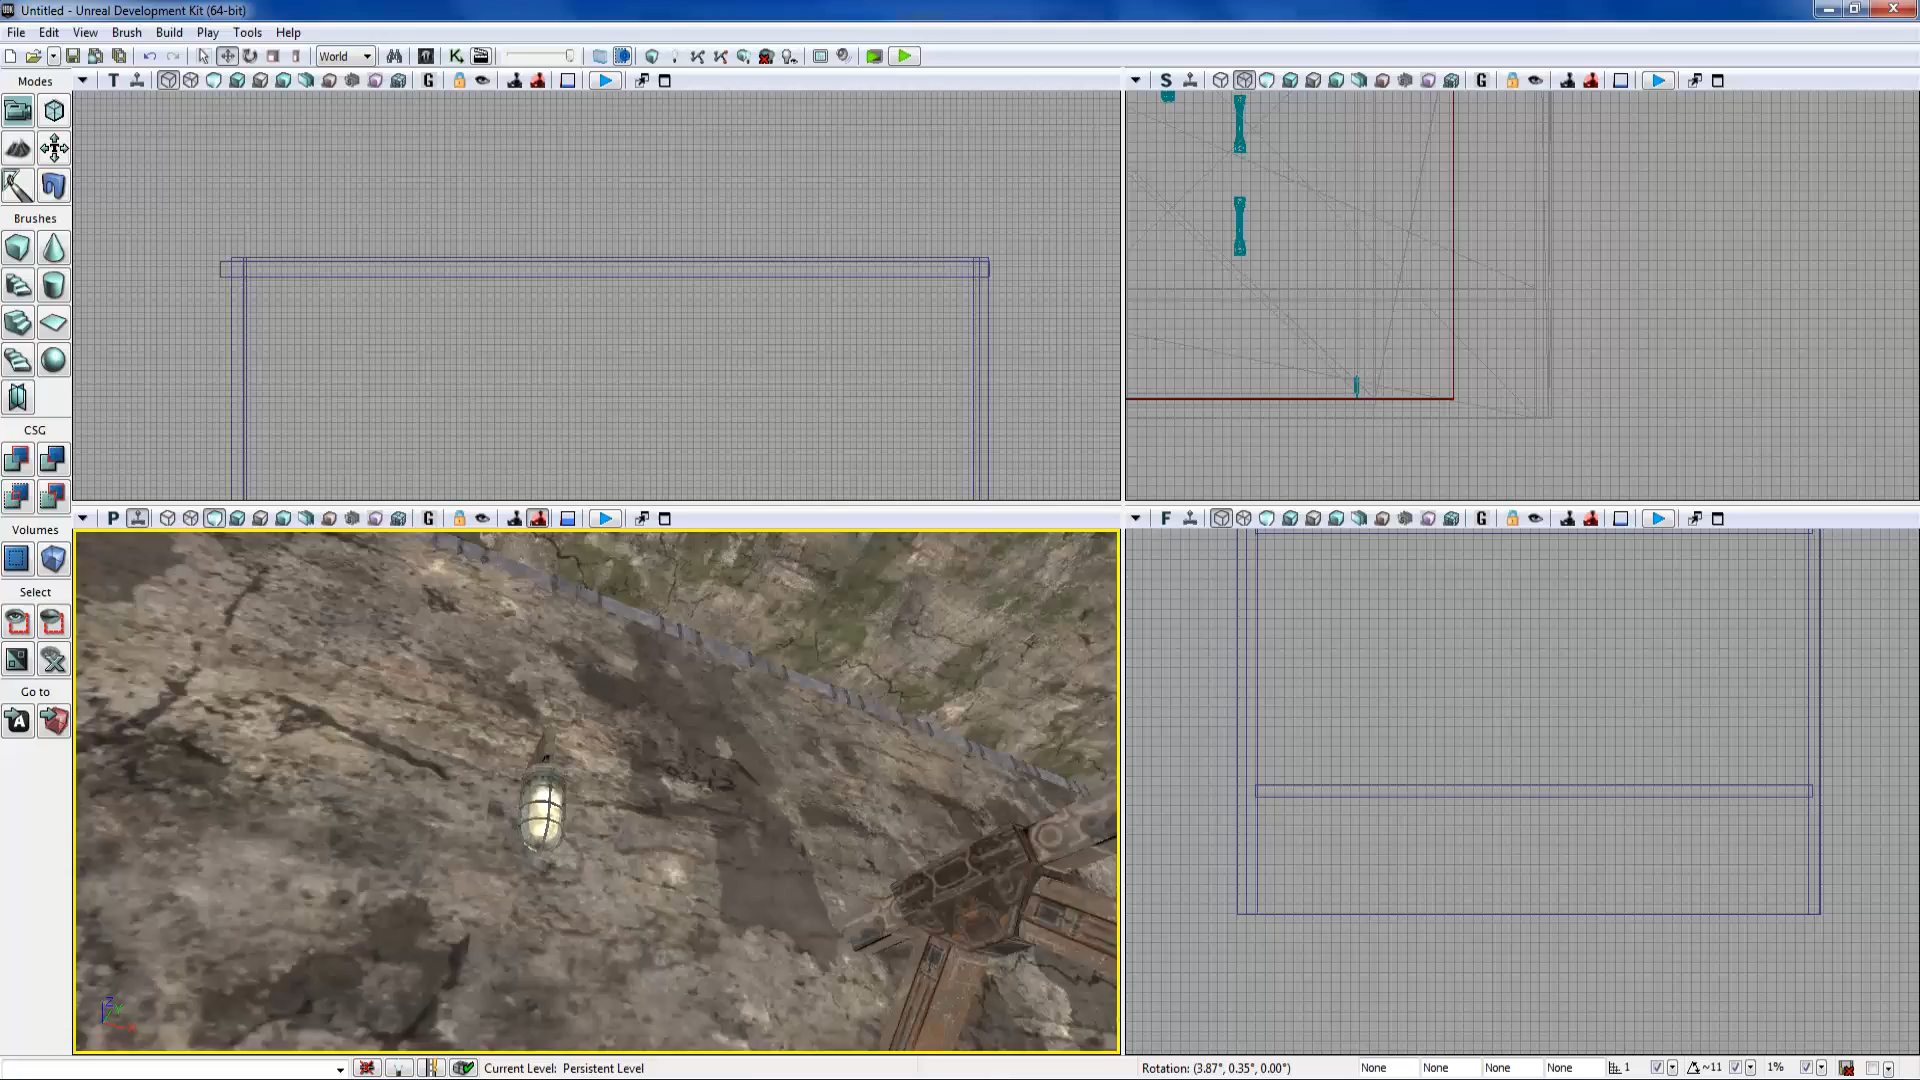 Untitled - Unreal Development Kit (64-bit)
File Edit View Brush Build Play Tools Help
World
Modes
T G
S G
Brushes
CSG
P G
F G
Volumes
Select
Go to
Z
Y
X
Current Level: Persistent Level
Rotation: (3.87°, 0.35°, 0.00°)
None None None None
1 ~11 1%